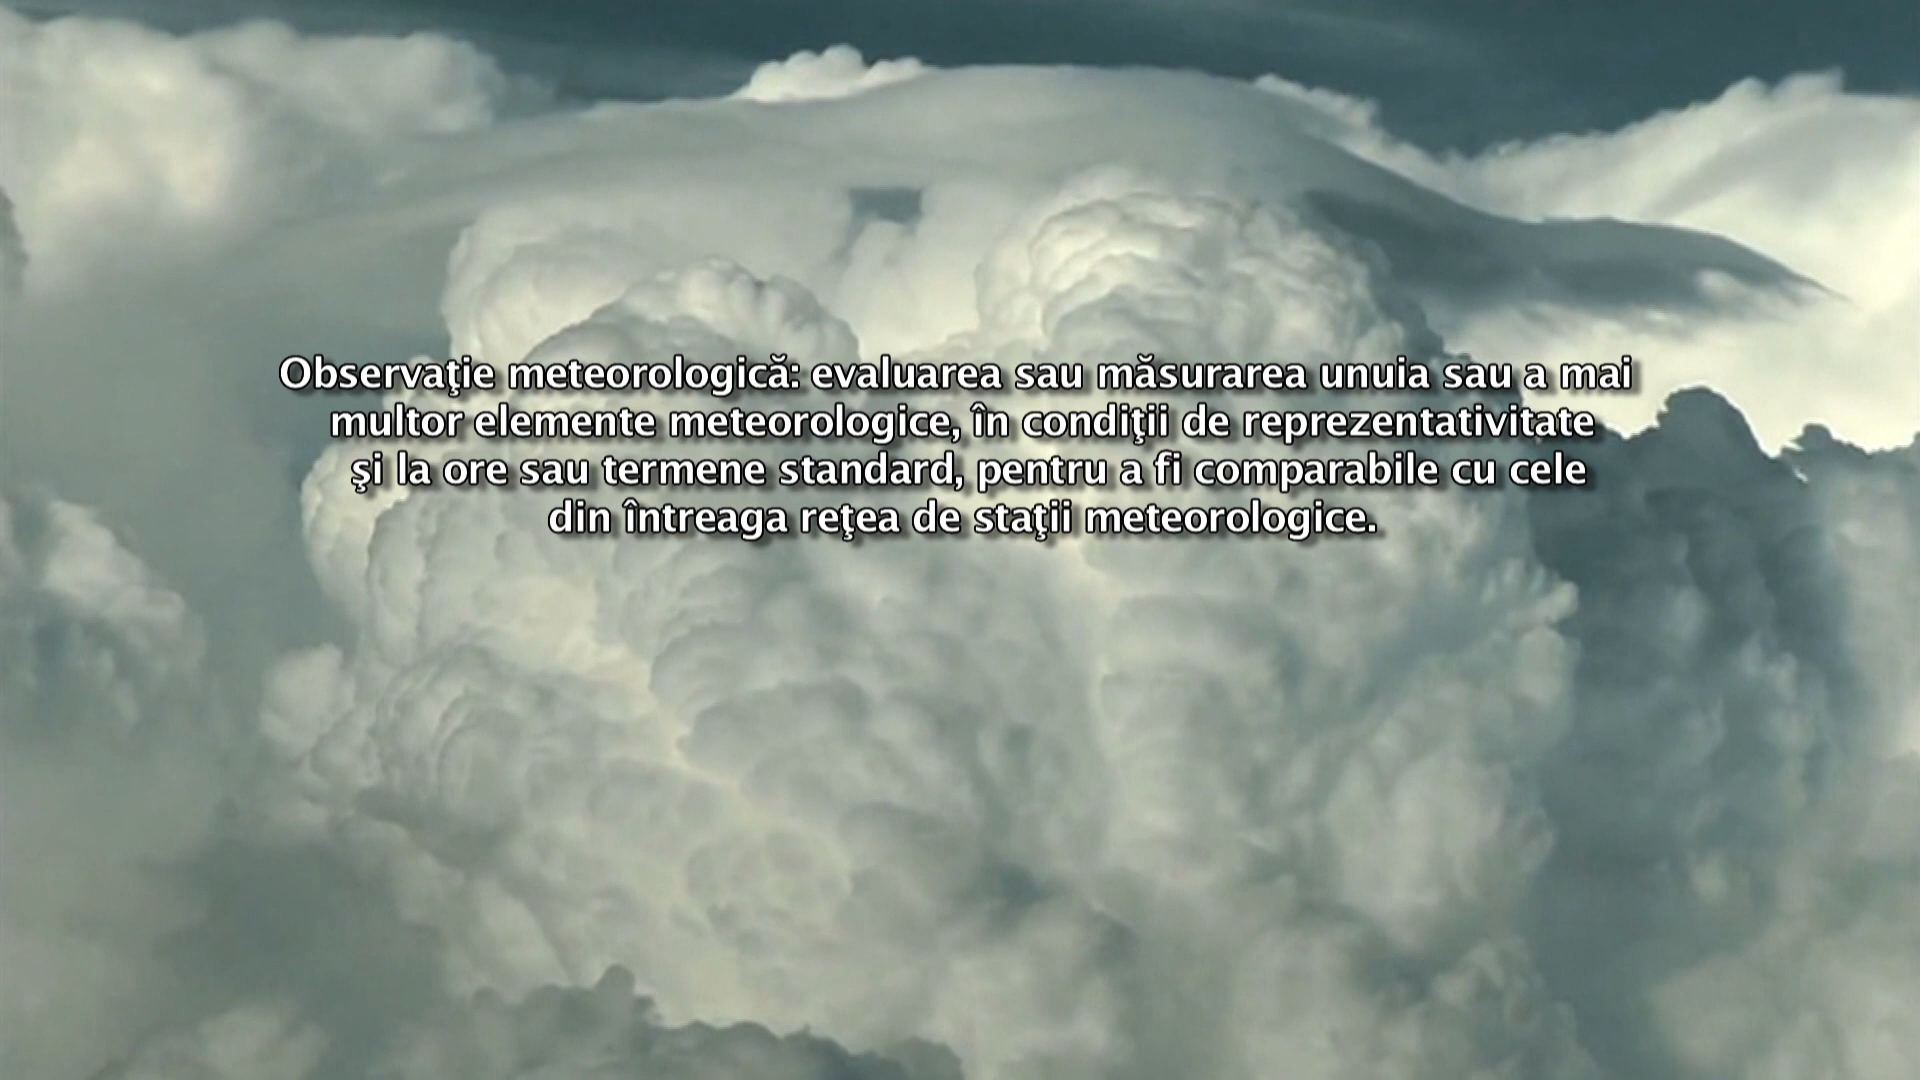 Observaţie meteorologică: evaluarea sau măsurarea unuia sau a mai
multor elemente meteorologice, în condiţii de reprezentativitate
şi la ore sau termene standard, pentru a fi comparabile cu cele
din întreaga reţea de staţii meteorologice.